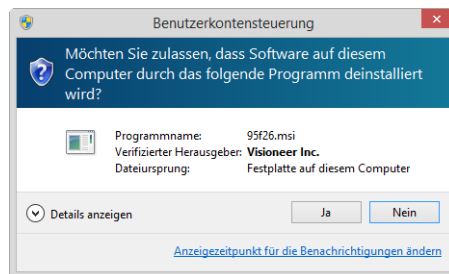 Benutzerkontensteuerung
Möchten Sie zulassen, dass Software auf diesem
Computer durch das folgende Programm deinstalliert
wird?
Programmname: 95f26.msi
Verifizierter Herausgeber: Visioneer Inc.
Dateiursprung: Festplatte auf diesem Computer
Details anzeigen Ja Nein
Anzeigezeitpunkt für die Benachrichtigungen ändern